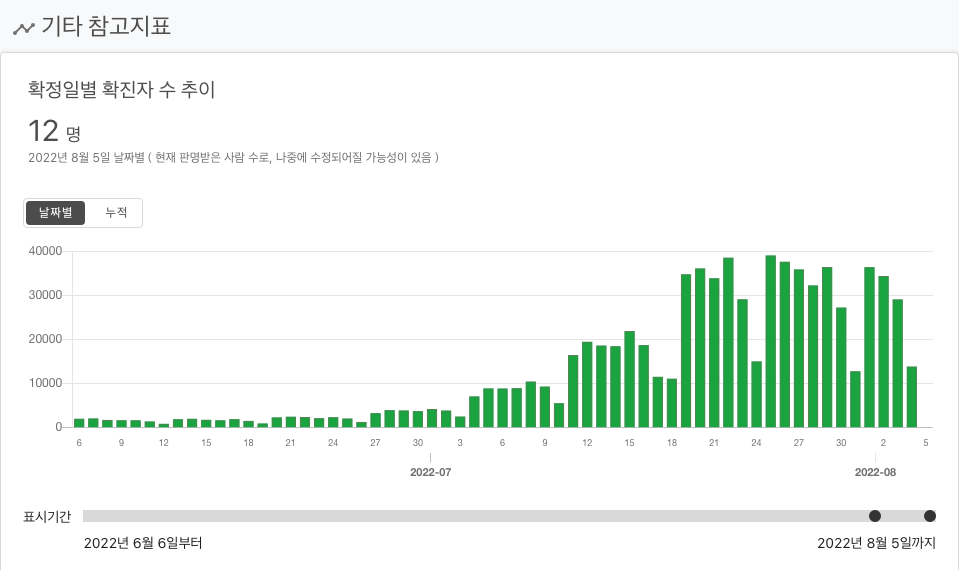 기타 참고지표
확정일별 확진자 수 추이
12 명
2022년 8월 5일 날짜별 ( 현재 판명받은 사람 수로, 나중에 수정되어질 가능성이 있음 )
날짜별 누적
40000
30000
20000
10000
0
6 9 12 15 18 21 24 27 30 3 6 9 12 15 18 21 24 27 30 2 5
2022-07 2022-08
표시기간
2022년 6월 6일부터 2022년 8월 5일까지